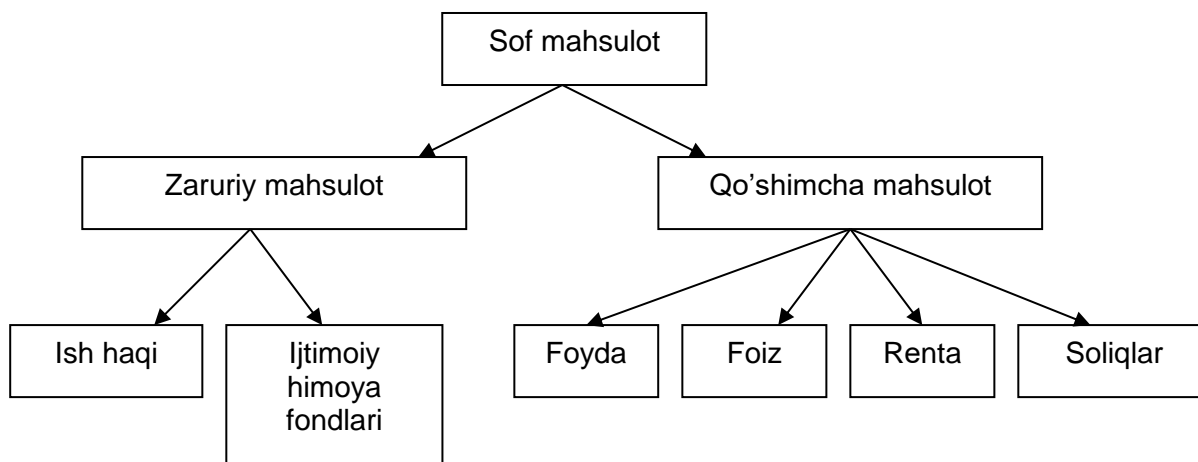 Sof mahsulot
Zaruriy mahsulot
Qo’shimcha mahsulot
Ish haqi
Ijtimoiy
himoya
fondlari
Foyda
Foiz
Renta
Soliqlar